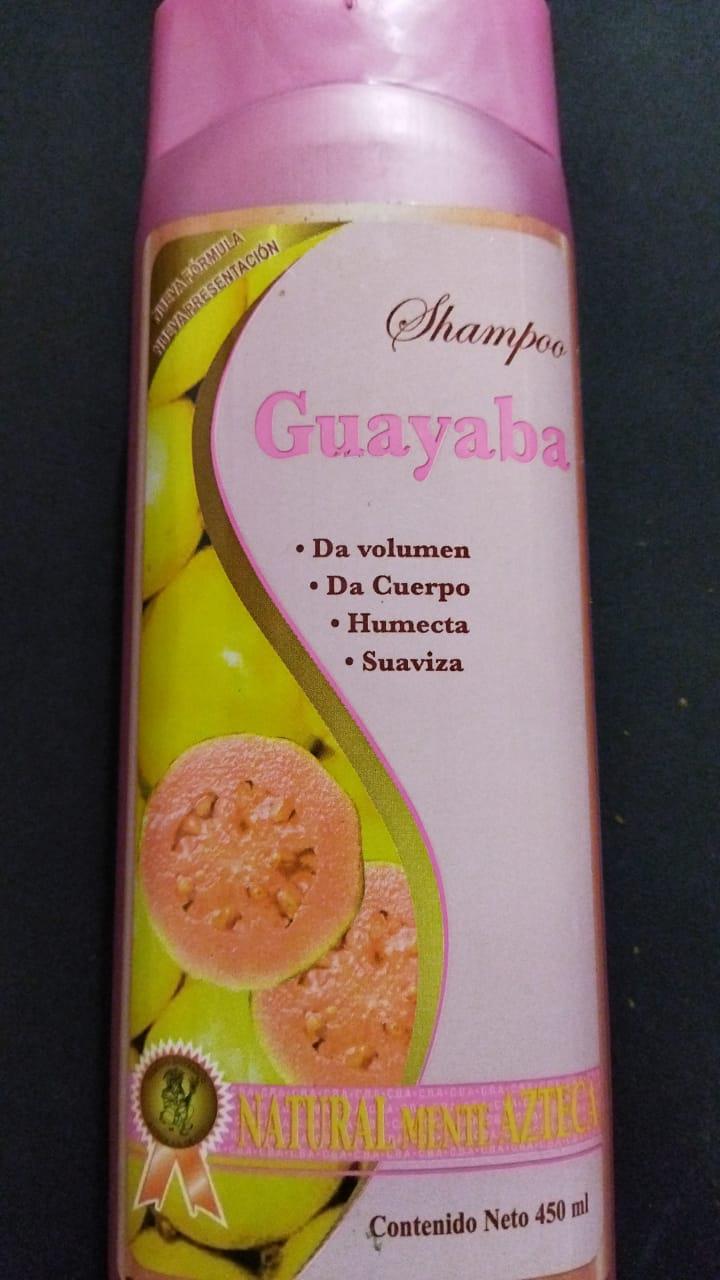 NUEVA FÓRMULA
NUEVA PRESENTACIÓN
Shampoo
Guayaba
• Da volumen
• Da Cuerpo
• Humecta
• Suaviza
NATURAL MENTE AZTECA
Contenido Neto 450 ml